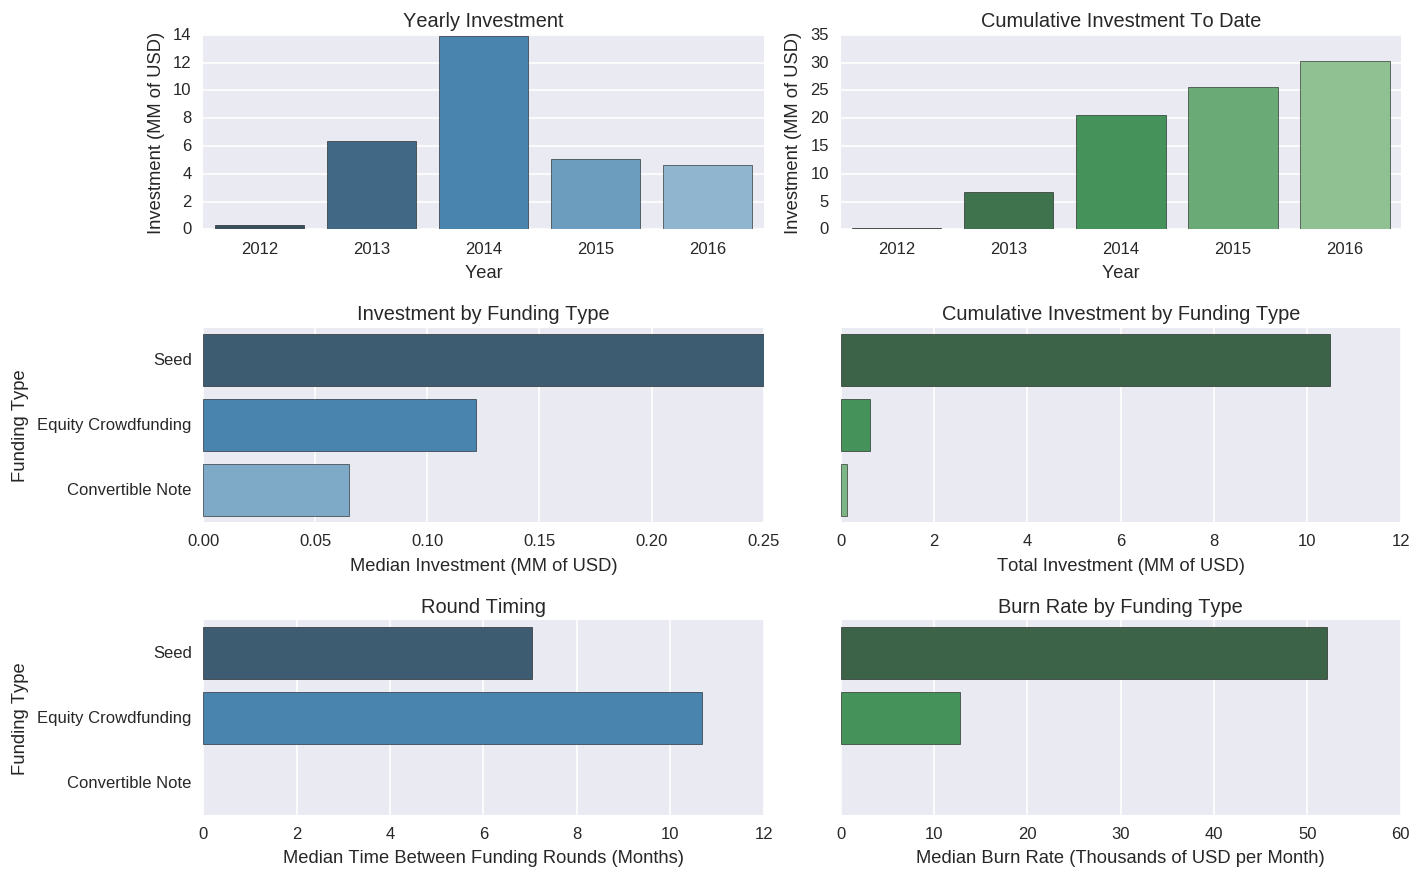 Yearly Investment
Investment (MM of USD)
14
12
10
8
6
4
2
0
2012 2013 2014 2015 2016
Year
Cumulative Investment To Date
Investment (MM of USD)
35
30
25
20
15
10
5
0
2012 2013 2014 2015 2016
Year
Investment by Funding Type
Funding Type
Seed
Equity Crowdfunding
Convertible Note
0.00 0.05 0.10 0.15 0.20 0.25
Median Investment (MM of USD)
Cumulative Investment by Funding Type
0 2 4 6 8 10 12
Total Investment (MM of USD)
Round Timing
Funding Type
Seed
Equity Crowdfunding
Convertible Note
0 2 4 6 8 10 12
Median Time Between Funding Rounds (Months)
Burn Rate by Funding Type
0 10 20 30 40 50 60
Median Burn Rate (Thousands of USD per Month)